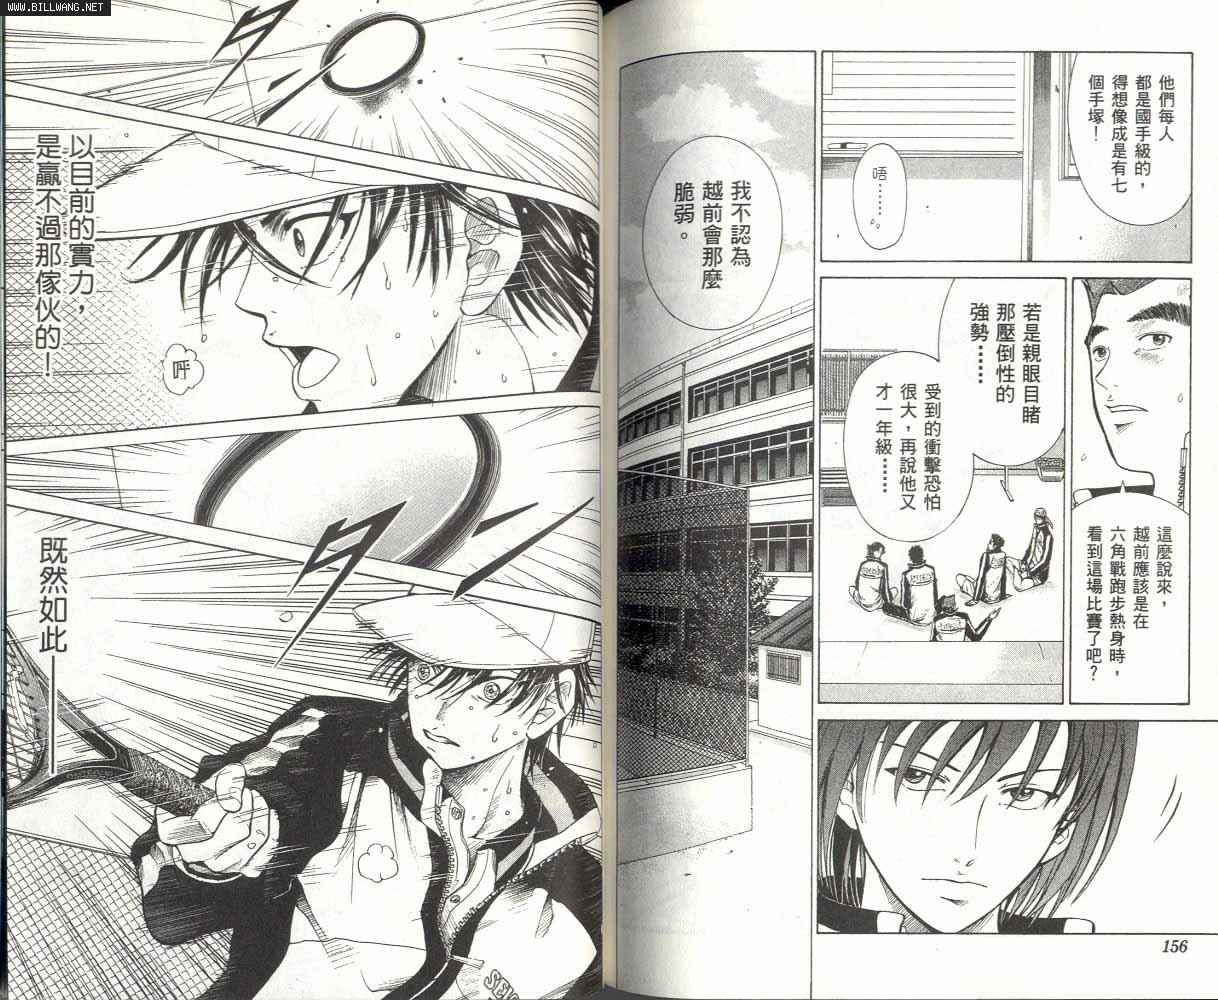 WWW.BILLWANG.NET
他們每人
都是國手級的，
得想像成是有七
個手塚！
唔……
這麼說來，
越前應該是在
六角戰跑步熱身時，
看到這場比賽了吧？
若是親眼目睹
那壓倒性的
強勢……
受到的衝擊恐怕
很大，再說他又
才一年級……
156
我不認為
越前會那麼
脆弱。
以目前的實力，
是贏不過那傢伙的！
呼
既然如此——